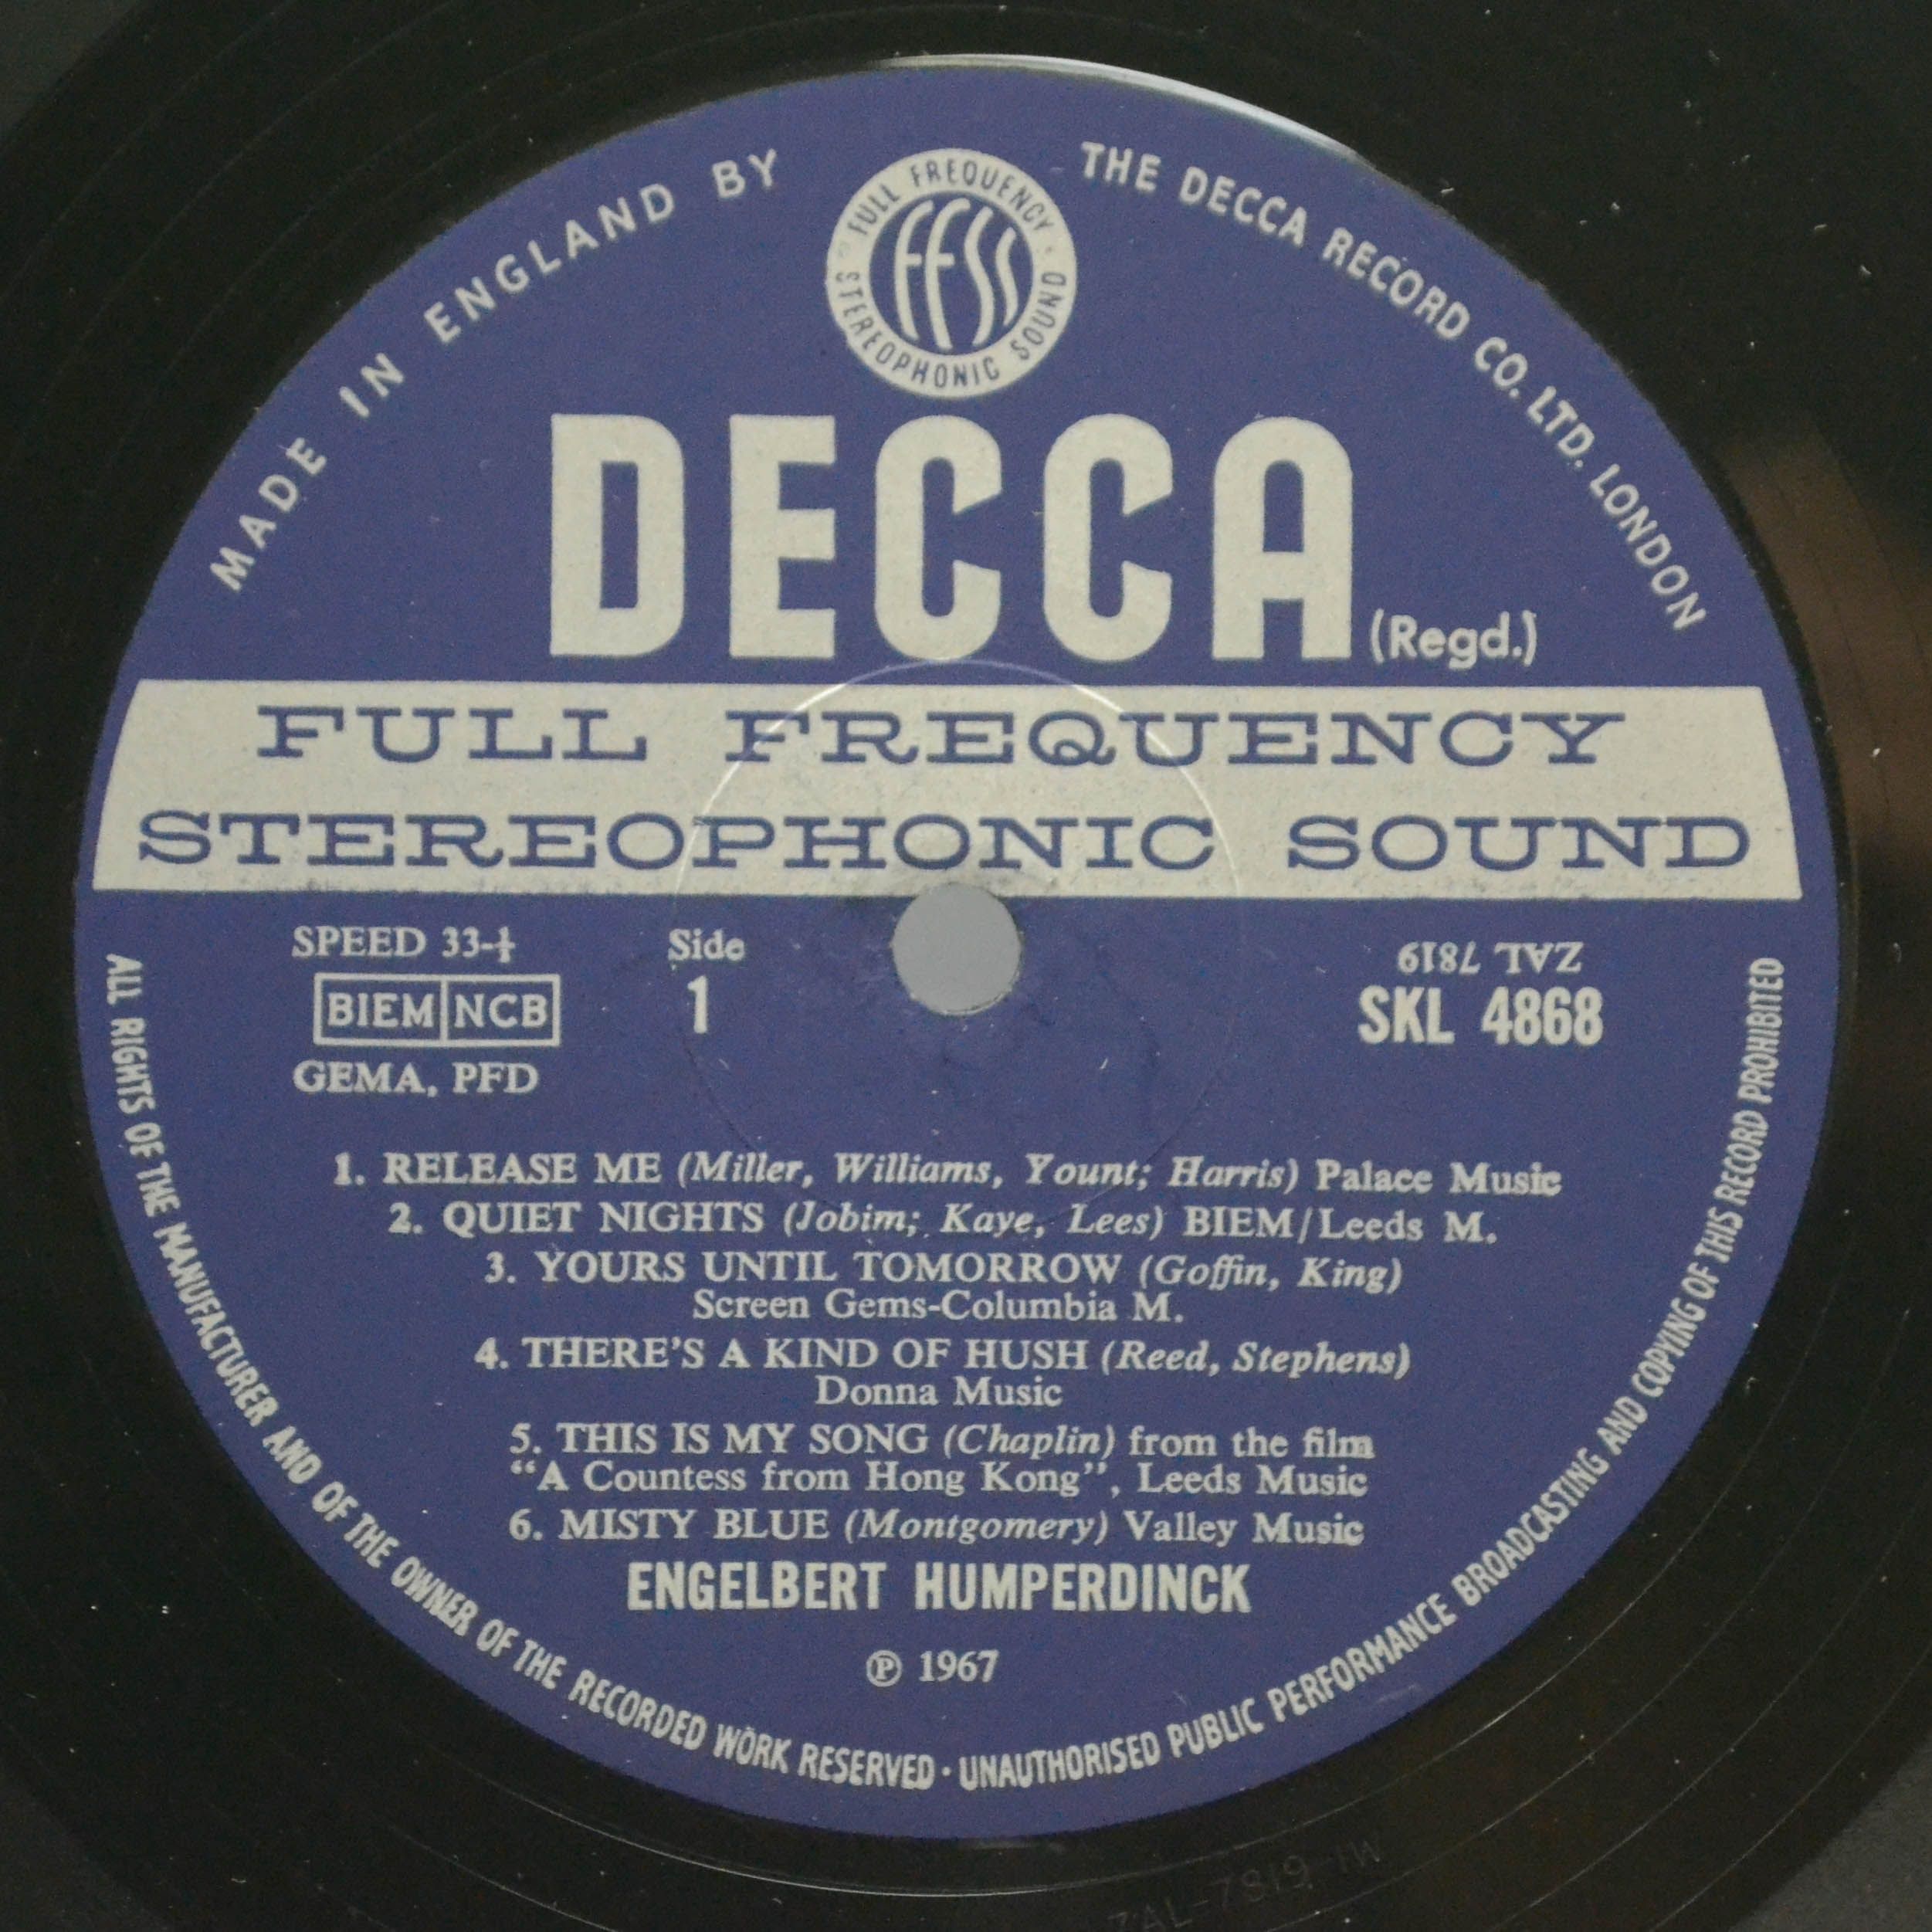 MADE IN ENGLAND BY THE DECCA RECORD CO. LTD. LONDON
FULL FREQUENCY
FFSS
STEREOPHONIC SOUND
DECCA (Regd.)
FULL FREQUENCY
STEREOPHONIC SOUND
SPEED 33-⅓
Side
ZAL 7819
BIEM NCB
1
SKL 4868
GEMA, PFD
1. RELEASE ME (Miller, Williams, Yount; Harris) Palace Music
2. QUIET NIGHTS (Jobim; Kaye, Lees) BIEM/Leeds M.
3. YOURS UNTIL TOMORROW (Goffin, King)
Screen Gems-Columbia M.
4. THERE'S A KIND OF HUSH (Reed, Stephens)
Donna Music
5. THIS IS MY SONG (Chaplin) from the film
“A Countess from Hong Kong”, Leeds Music
6. MISTY BLUE (Montgomery) Valley Music
ENGELBERT HUMPERDINCK
℗ 1967
ALL RIGHTS OF THE MANUFACTURER AND OF THE OWNER OF THE RECORDED WORK RESERVED · UNAUTHORISED PUBLIC PERFORMANCE BROADCASTING AND COPYING OF THIS RECORD PROHIBITED
ZAL-7819-1W